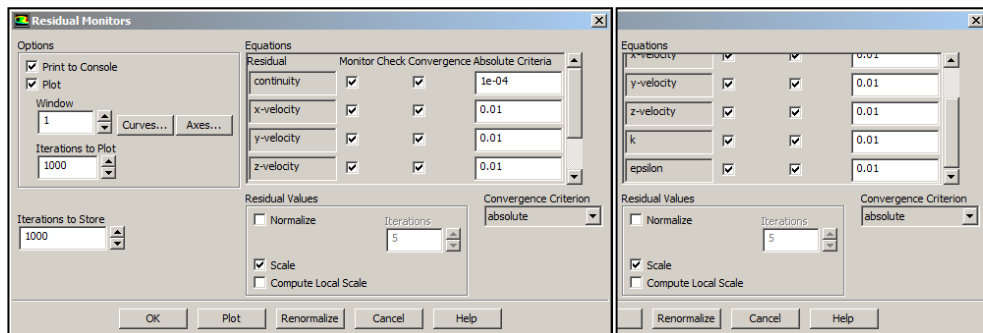 Residual Monitors
Options
Print to Console
Plot
Window
1
Curves...
Axes...
Iterations to Plot
1000
Iterations to Store
1000
Equations
Residual Monitor Check Convergence Absolute Criteria
continuity 1e-04
x-velocity 0.01
y-velocity 0.01
z-velocity 0.01
Residual Values
Normalize
Iterations
5
Scale
Compute Local Scale
Convergence Criterion
absolute
OK
Plot
Renormalize
Cancel
Help
Equations
x-velocity 0.01
y-velocity 0.01
z-velocity 0.01
k 0.01
epsilon 0.01
Residual Values
Normalize
Iterations
5
Scale
Compute Local Scale
Convergence Criterion
absolute
Renormalize
Cancel
Help